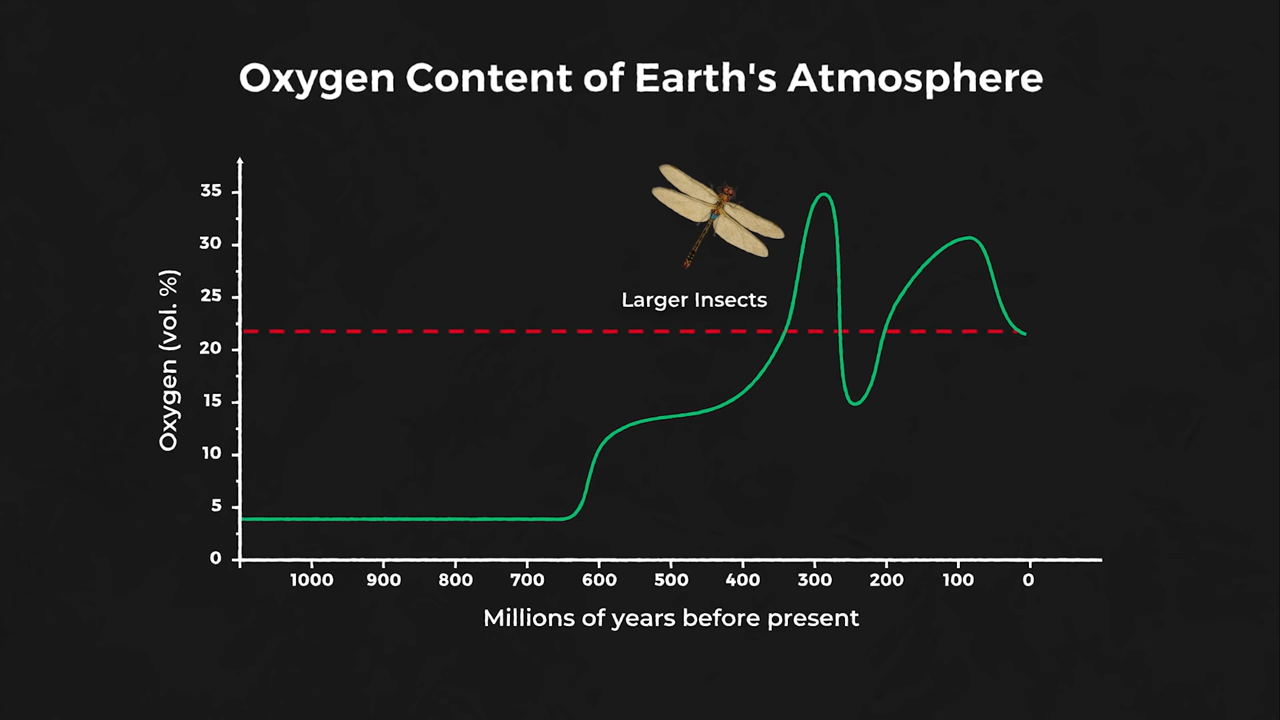 Oxygen Content of Earth's Atmosphere
35
30
25
20
15
10
5
0
Oxygen (vol. %)
Larger Insects
1000 900 800 700 600 500 400 300 200 100 0
Millions of years before present